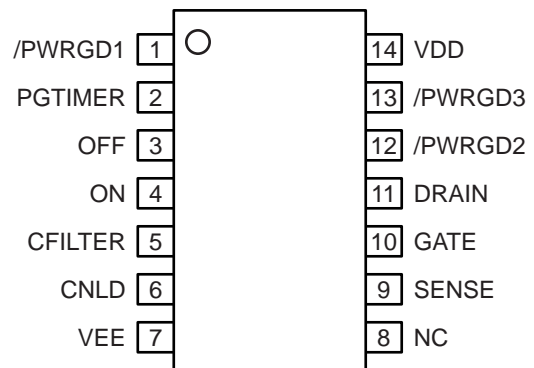 /PWRGD1 1 14 VDD
PGTIMER 2 13 /PWRGD3
OFF 3 12 /PWRGD2
ON 4 11 DRAIN
CFILTER 5 10 GATE
CNLD 6 9 SENSE
VEE 7 8 NC